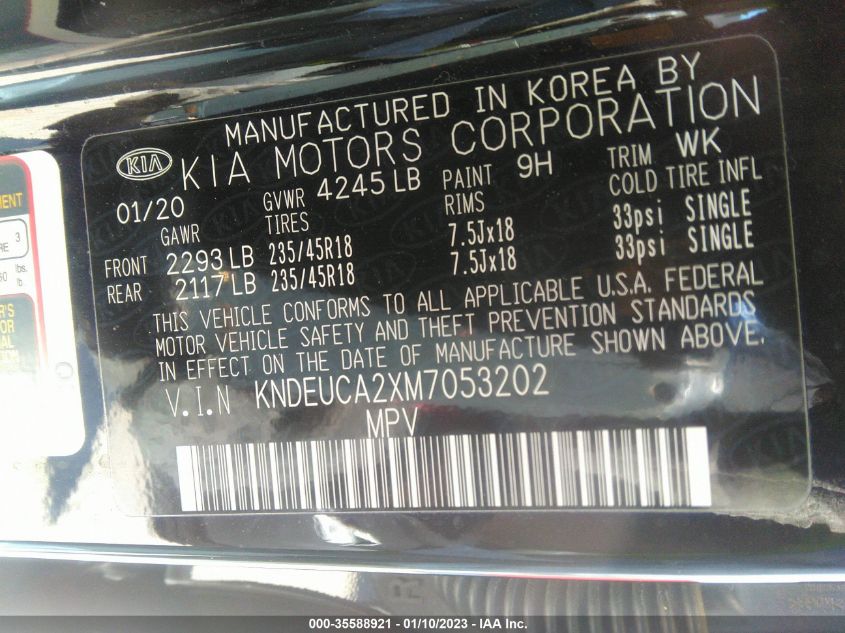 MANUFACTURED IN KOREA BY
KIA KIA MOTORS CORPORATION
01/20 GVWR 4245 LB PAINT 9H TRIM WK
GAWR TIRES RIMS COLD TIRE INFL
FRONT 2293 LB 235/45R18 7.5Jx18 33psi SINGLE
REAR 2117 LB 235/45R18 7.5Jx18 33psi SINGLE
THIS VEHICLE CONFORMS TO ALL APPLICABLE U.S.A. FEDERAL
MOTOR VEHICLE SAFETY AND THEFT PREVENTION STANDARDS
IN EFFECT ON THE DATE OF MANUFACTURE SHOWN ABOVE.
V.I.N KNDEUCA2XM7053202
MPV
3
lbs.
lb.
000-35588921 / 01/10/2023 - IAA Inc.